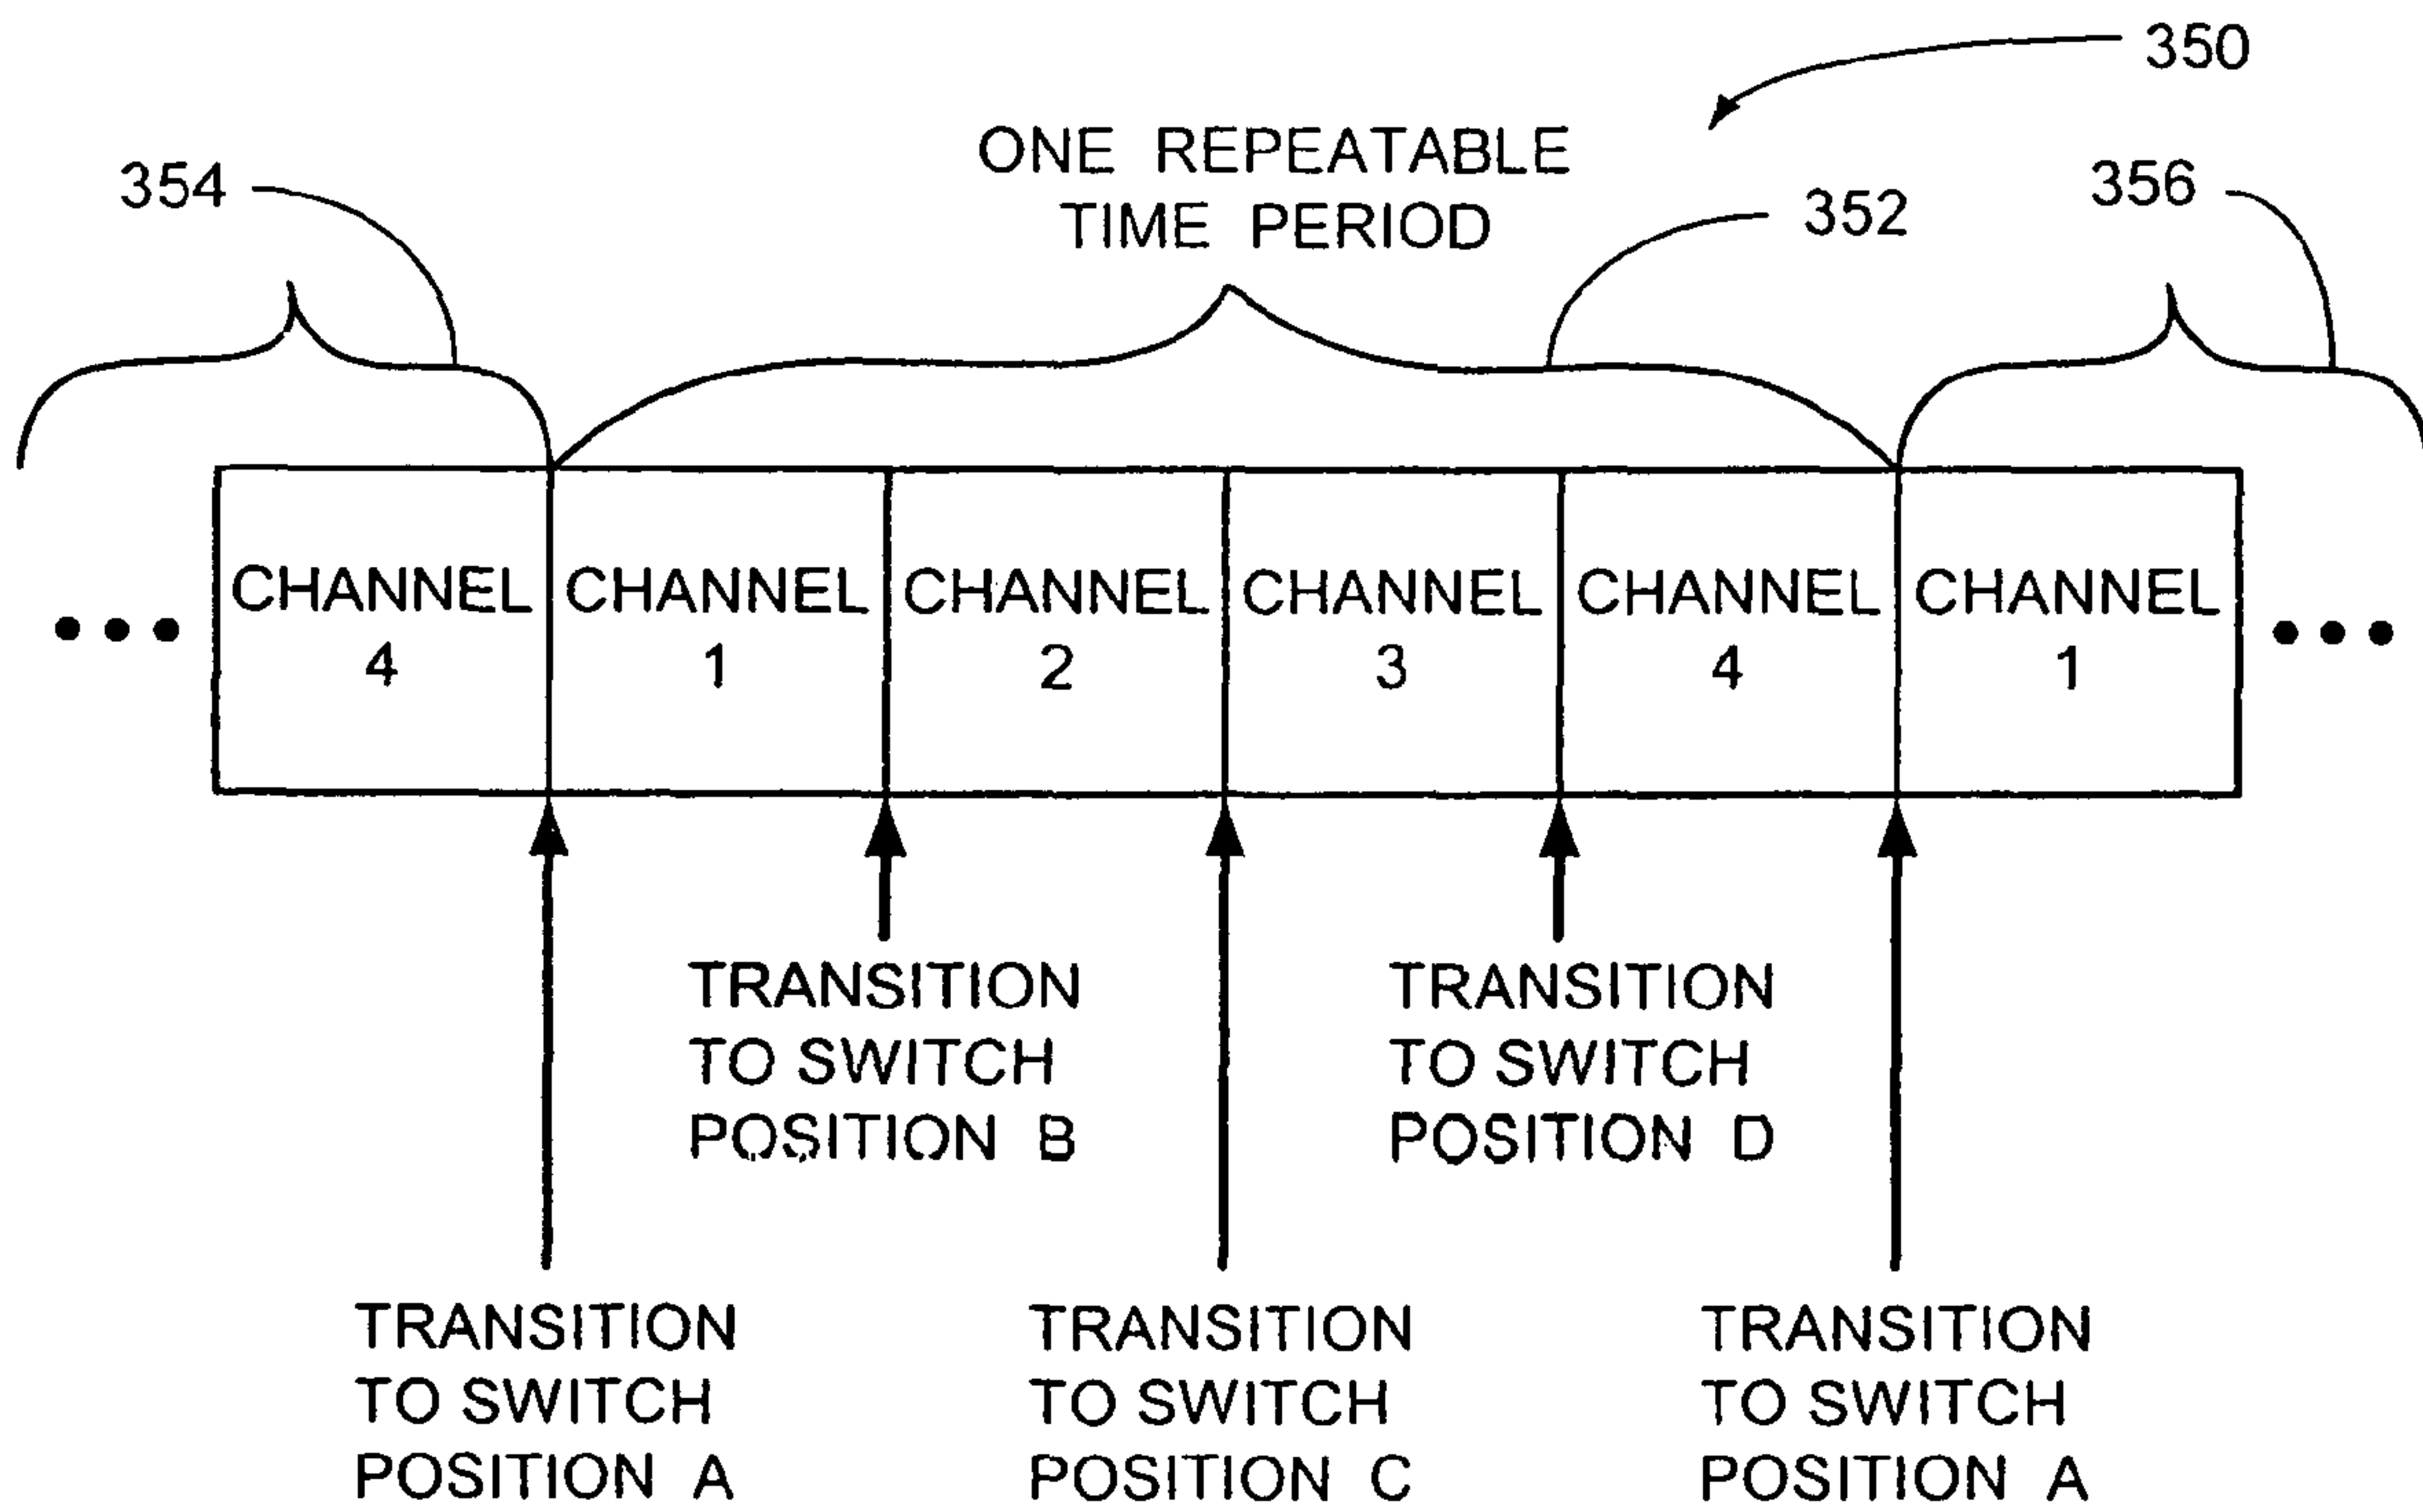 350
ONE REPEATABLE
TIME PERIOD
354
352
356
CHANNEL
4
CHANNEL
1
CHANNEL
2
CHANNEL
3
CHANNEL
4
CHANNEL
1
TRANSITION
TO SWITCH
POSITION B
TRANSITION
TO SWITCH
POSITION D
TRANSITION
TO SWITCH
POSITION A
TRANSITION
TO SWITCH
POSITION C
TRANSITION
TO SWITCH
POSITION A